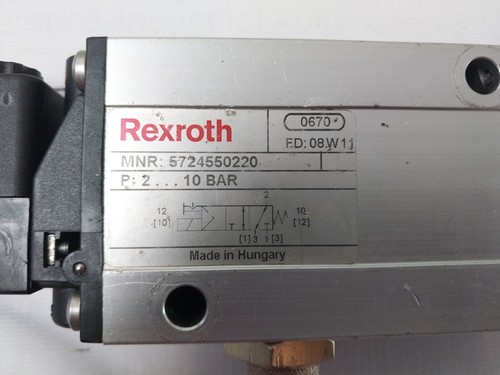 Rexroth
0670
FD: 08W11
MNR: 5724550220
P: 2 . . . 10 BAR
2
12 10
[10] [12]
[1] 3 1 [3]
Made in Hungary